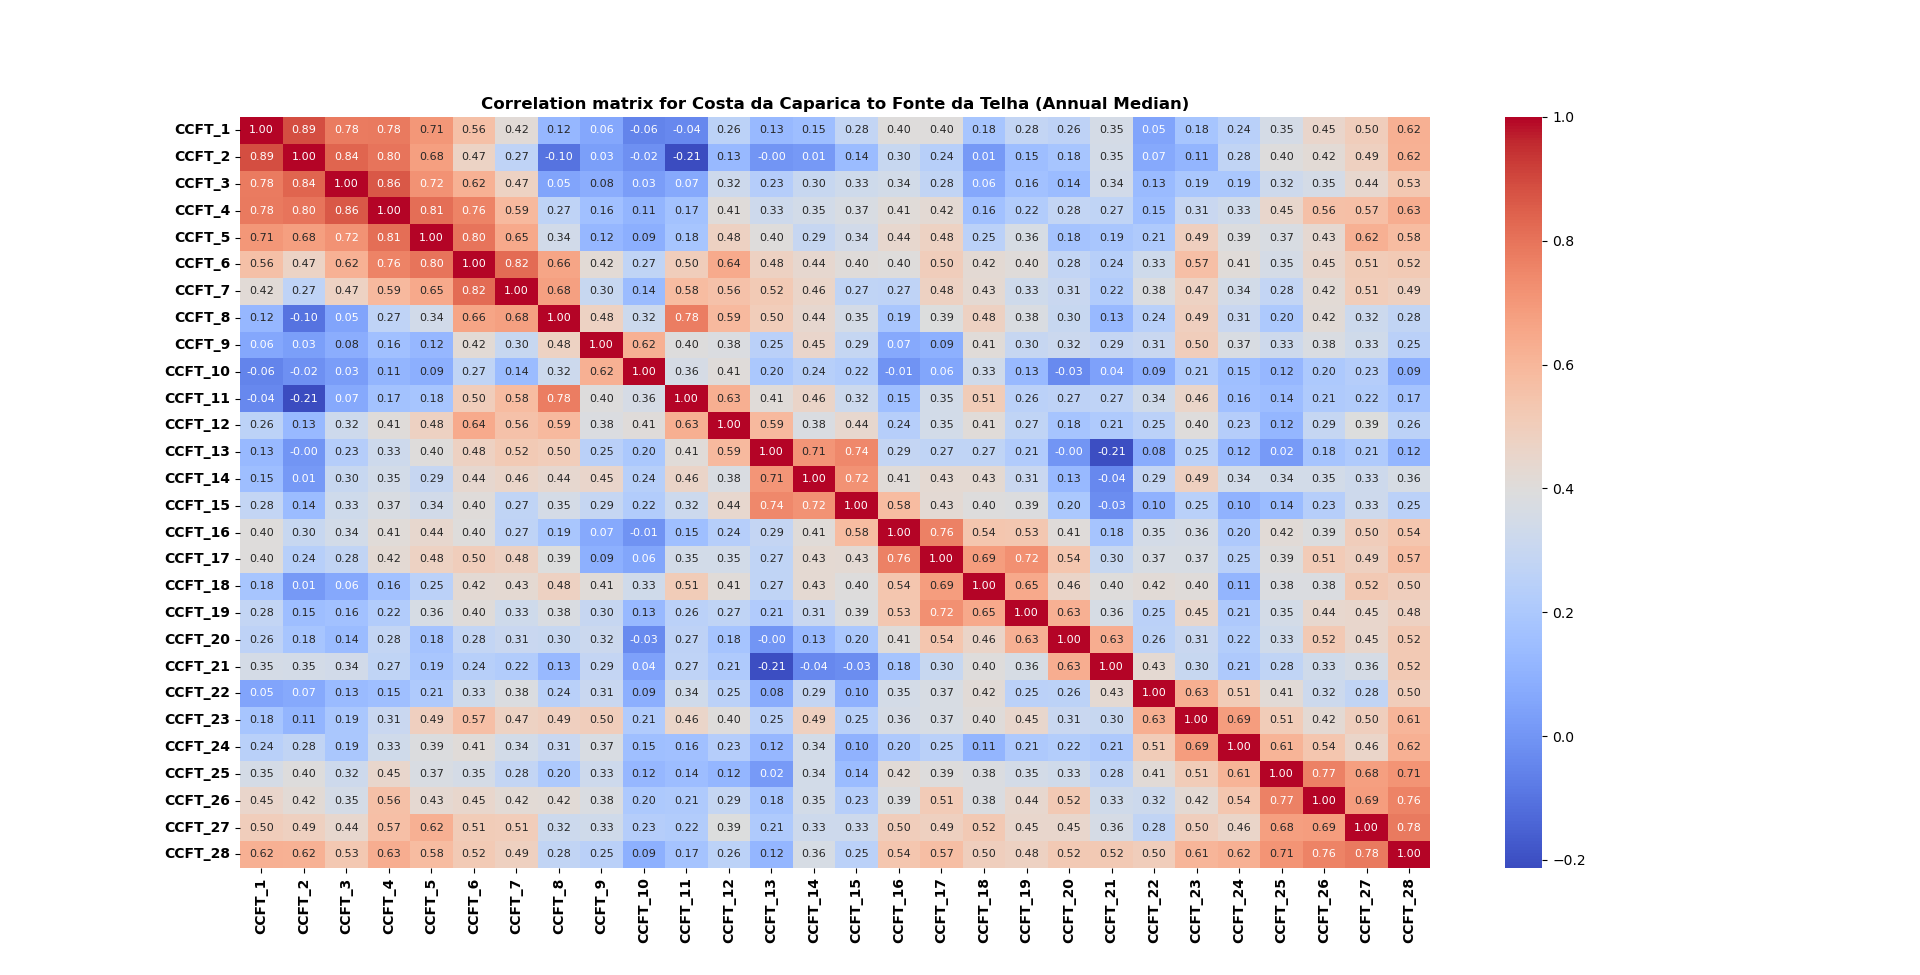 Correlation matrix for Costa da Caparica to Fonte da Telha (Annual Median)
CCFT_1 1.00 0.89 0.78 0.78 0.71 0.56 0.42 0.12 0.06 -0.06 -0.04 0.26 0.13 0.15 0.28 0.40 0.40 0.18 0.28 0.26 0.35 0.05 0.18 0.24 0.35 0.45 0.50 0.62
CCFT_2 0.89 1.00 0.84 0.80 0.68 0.47 0.27 -0.10 0.03 -0.02 -0.21 0.13 -0.00 0.01 0.14 0.30 0.24 0.01 0.15 0.18 0.35 0.07 0.11 0.28 0.40 0.42 0.49 0.62
CCFT_3 0.78 0.84 1.00 0.86 0.72 0.62 0.47 0.05 0.08 0.03 0.07 0.32 0.23 0.30 0.33 0.34 0.28 0.06 0.16 0.14 0.34 0.13 0.19 0.19 0.32 0.35 0.44 0.53
CCFT_4 0.78 0.80 0.86 1.00 0.81 0.76 0.59 0.27 0.16 0.11 0.17 0.41 0.33 0.35 0.37 0.41 0.42 0.16 0.22 0.28 0.27 0.15 0.31 0.33 0.45 0.56 0.57 0.63
CCFT_5 0.71 0.68 0.72 0.81 1.00 0.80 0.65 0.34 0.12 0.09 0.18 0.48 0.40 0.29 0.34 0.44 0.48 0.25 0.36 0.18 0.19 0.21 0.49 0.39 0.37 0.43 0.62 0.58
CCFT_6 0.56 0.47 0.62 0.76 0.80 1.00 0.82 0.66 0.42 0.27 0.50 0.64 0.48 0.44 0.40 0.40 0.50 0.42 0.40 0.28 0.24 0.33 0.57 0.41 0.35 0.45 0.51 0.52
CCFT_7 0.42 0.27 0.47 0.59 0.65 0.82 1.00 0.68 0.30 0.14 0.58 0.56 0.52 0.46 0.27 0.27 0.48 0.43 0.33 0.31 0.22 0.38 0.47 0.34 0.28 0.42 0.51 0.49
CCFT_8 0.12 -0.10 0.05 0.27 0.34 0.66 0.68 1.00 0.48 0.32 0.78 0.59 0.50 0.44 0.35 0.19 0.39 0.48 0.38 0.30 0.13 0.24 0.49 0.31 0.20 0.42 0.32 0.28
CCFT_9 0.06 0.03 0.08 0.16 0.12 0.42 0.30 0.48 1.00 0.62 0.40 0.38 0.25 0.45 0.29 0.07 0.09 0.41 0.30 0.32 0.29 0.31 0.50 0.37 0.33 0.38 0.33 0.25
CCFT_10 -0.06 -0.02 0.03 0.11 0.09 0.27 0.14 0.32 0.62 1.00 0.36 0.41 0.20 0.24 0.22 -0.01 0.06 0.33 0.13 -0.03 0.04 0.09 0.21 0.15 0.12 0.20 0.23 0.09
CCFT_11 -0.04 -0.21 0.07 0.17 0.18 0.50 0.58 0.78 0.40 0.36 1.00 0.63 0.41 0.46 0.32 0.15 0.35 0.51 0.26 0.27 0.27 0.34 0.46 0.16 0.14 0.21 0.22 0.17
CCFT_12 0.26 0.13 0.32 0.41 0.48 0.64 0.56 0.59 0.38 0.41 0.63 1.00 0.59 0.38 0.44 0.24 0.35 0.41 0.27 0.18 0.21 0.25 0.40 0.23 0.12 0.29 0.39 0.26
CCFT_13 0.13 -0.00 0.23 0.33 0.40 0.48 0.52 0.50 0.25 0.20 0.41 0.59 1.00 0.71 0.74 0.29 0.27 0.27 0.21 -0.00 -0.21 0.08 0.25 0.12 0.02 0.18 0.21 0.12
CCFT_14 0.15 0.01 0.30 0.35 0.29 0.44 0.46 0.44 0.45 0.24 0.46 0.38 0.71 1.00 0.72 0.41 0.43 0.43 0.31 0.13 -0.04 0.29 0.49 0.34 0.34 0.35 0.33 0.36
CCFT_15 0.28 0.14 0.33 0.37 0.34 0.40 0.27 0.35 0.29 0.22 0.32 0.44 0.74 0.72 1.00 0.58 0.43 0.40 0.39 0.20 -0.03 0.10 0.25 0.10 0.14 0.23 0.33 0.25
CCFT_16 0.40 0.30 0.34 0.41 0.44 0.40 0.27 0.19 0.07 -0.01 0.15 0.24 0.29 0.41 0.58 1.00 0.76 0.54 0.53 0.41 0.18 0.35 0.36 0.20 0.42 0.39 0.50 0.54
CCFT_17 0.40 0.24 0.28 0.42 0.48 0.50 0.48 0.39 0.09 0.06 0.35 0.35 0.27 0.43 0.43 0.76 1.00 0.69 0.72 0.54 0.30 0.37 0.37 0.25 0.39 0.51 0.49 0.57
CCFT_18 0.18 0.01 0.06 0.16 0.25 0.42 0.43 0.48 0.41 0.33 0.51 0.41 0.27 0.43 0.40 0.54 0.69 1.00 0.65 0.46 0.40 0.42 0.40 0.11 0.38 0.38 0.52 0.50
CCFT_19 0.28 0.15 0.16 0.22 0.36 0.40 0.33 0.38 0.30 0.13 0.26 0.27 0.21 0.31 0.39 0.53 0.72 0.65 1.00 0.63 0.36 0.25 0.45 0.21 0.35 0.44 0.45 0.48
CCFT_20 0.26 0.18 0.14 0.28 0.18 0.28 0.31 0.30 0.32 -0.03 0.27 0.18 -0.00 0.13 0.20 0.41 0.54 0.46 0.63 1.00 0.63 0.26 0.31 0.22 0.33 0.52 0.45 0.52
CCFT_21 0.35 0.35 0.34 0.27 0.19 0.24 0.22 0.13 0.29 0.04 0.27 0.21 -0.21 -0.04 -0.03 0.18 0.30 0.40 0.36 0.63 1.00 0.43 0.30 0.21 0.28 0.33 0.36 0.52
CCFT_22 0.05 0.07 0.13 0.15 0.21 0.33 0.38 0.24 0.31 0.09 0.34 0.25 0.08 0.29 0.10 0.35 0.37 0.42 0.25 0.26 0.43 1.00 0.63 0.51 0.41 0.32 0.28 0.50
CCFT_23 0.18 0.11 0.19 0.31 0.49 0.57 0.47 0.49 0.50 0.21 0.46 0.40 0.25 0.49 0.25 0.36 0.37 0.40 0.45 0.31 0.30 0.63 1.00 0.69 0.51 0.42 0.50 0.61
CCFT_24 0.24 0.28 0.19 0.33 0.39 0.41 0.34 0.31 0.37 0.15 0.16 0.23 0.12 0.34 0.10 0.20 0.25 0.11 0.21 0.22 0.21 0.51 0.69 1.00 0.61 0.54 0.46 0.62
CCFT_25 0.35 0.40 0.32 0.45 0.37 0.35 0.28 0.20 0.33 0.12 0.14 0.12 0.02 0.34 0.14 0.42 0.39 0.38 0.35 0.33 0.28 0.41 0.51 0.61 1.00 0.77 0.68 0.71
CCFT_26 0.45 0.42 0.35 0.56 0.43 0.45 0.42 0.42 0.38 0.20 0.21 0.29 0.18 0.35 0.23 0.39 0.51 0.38 0.44 0.52 0.33 0.32 0.42 0.54 0.77 1.00 0.69 0.76
CCFT_27 0.50 0.49 0.44 0.57 0.62 0.51 0.51 0.32 0.33 0.23 0.22 0.39 0.21 0.33 0.33 0.50 0.49 0.52 0.45 0.45 0.36 0.28 0.50 0.46 0.68 0.69 1.00 0.78
CCFT_28 0.62 0.62 0.53 0.63 0.58 0.52 0.49 0.28 0.25 0.09 0.17 0.26 0.12 0.36 0.25 0.54 0.57 0.50 0.48 0.52 0.52 0.50 0.61 0.62 0.71 0.76 0.78 1.00
CCFT_1 CCFT_2 CCFT_3 CCFT_4 CCFT_5 CCFT_6 CCFT_7 CCFT_8 CCFT_9 CCFT_10 CCFT_11 CCFT_12 CCFT_13 CCFT_14 CCFT_15 CCFT_16 CCFT_17 CCFT_18 CCFT_19 CCFT_20 CCFT_21 CCFT_22 CCFT_23 CCFT_24 CCFT_25 CCFT_26 CCFT_27 CCFT_28
1.0
0.8
0.6
0.4
0.2
0.0
−0.2